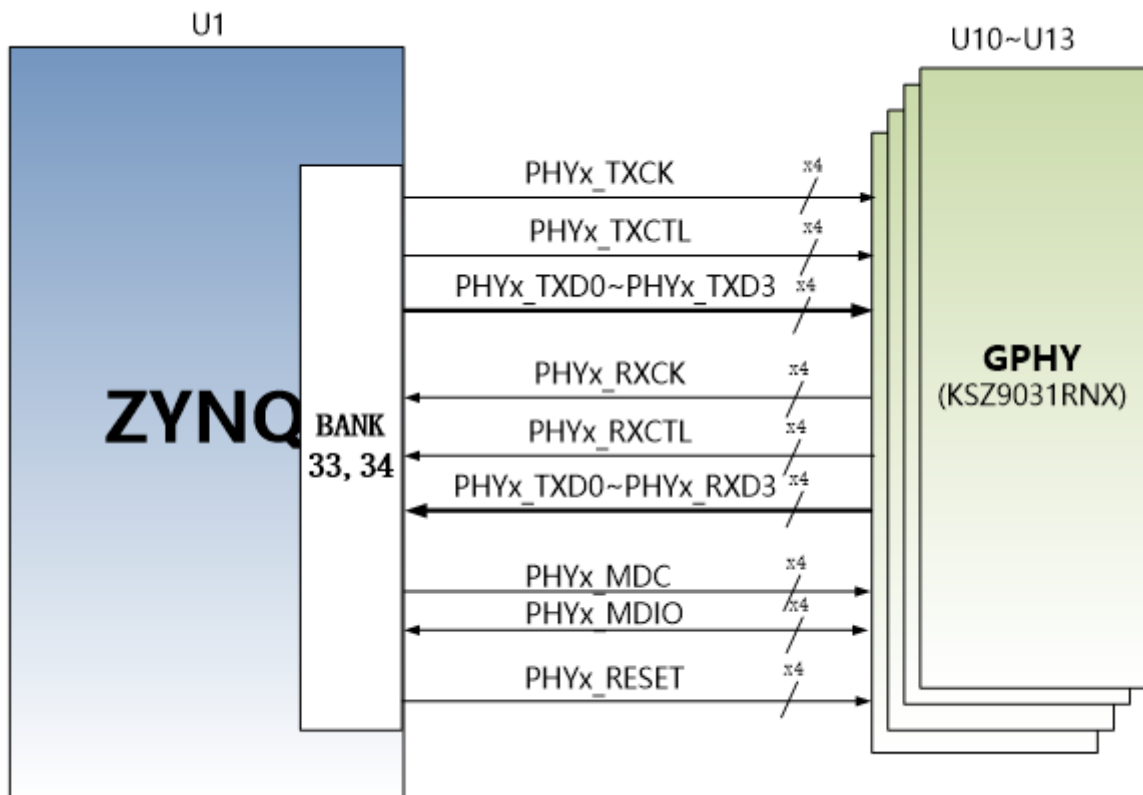 U1
U10~U13
PHYx_TXCK x4
PHYx_TXCTL x4
PHYx_TXD0~PHYx_TXD3 x4
PHYx_RXCK x4
PHYx_RXCTL x4
PHYx_TXD0~PHYx_RXD3 x4
PHYx_MDC x4
PHYx_MDIO x4
PHYx_RESET x4
ZYNQ
BANK
33, 34
GPHY
(KSZ9031RNX)